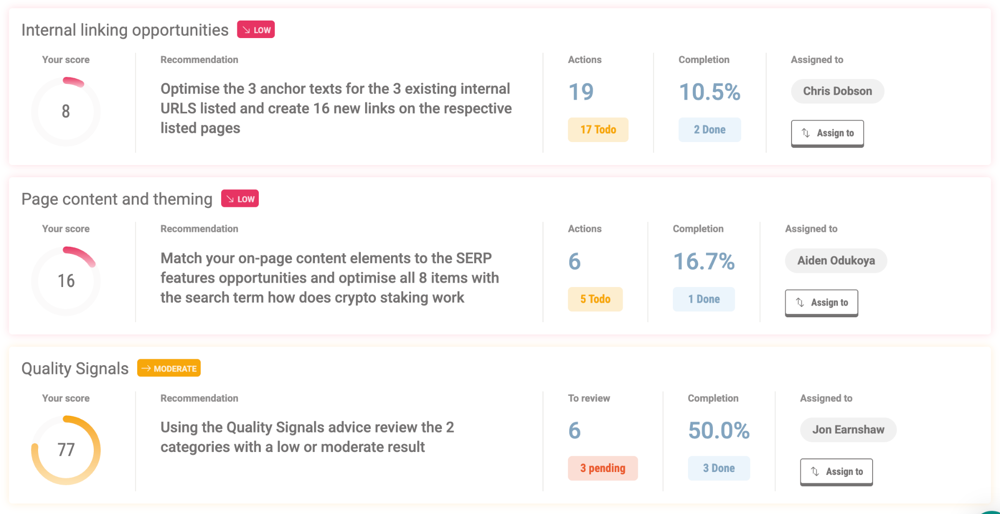 Internal linking opportunities LOW
Your score Recommendation Actions Completion Assigned to
8
Optimise the 3 anchor texts for the 3 existing internal
URLS listed and create 16 new links on the respective
listed pages
19
17 Todo
10.5%
2 Done
Chris Dobson
Assign to
Page content and theming LOW
Your score Recommendation Actions Completion Assigned to
16
Match your on-page content elements to the SERP
features opportunities and optimise all 8 items with
the search term how does crypto staking work
6
5 Todo
16.7%
1 Done
Aiden Odukoya
Assign to
Quality Signals MODERATE
Your score Recommendation To review Completion Assigned to
77
Using the Quality Signals advice review the 2
categories with a low or moderate result
6
3 pending
50.0%
3 Done
Jon Earnshaw
Assign to